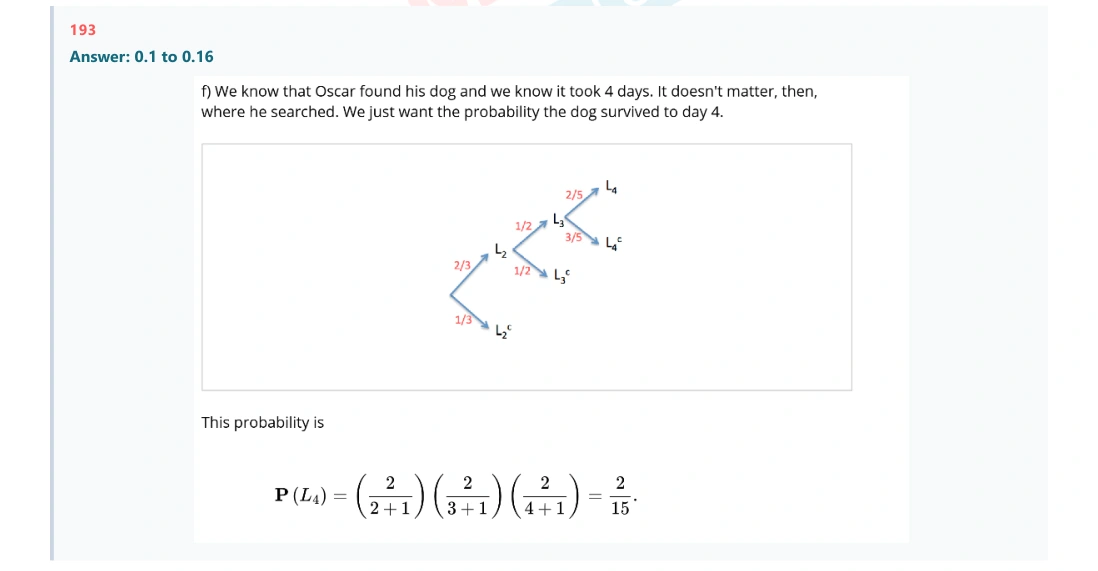 193
Answer: 0.1 to 0.16
f) We know that Oscar found his dog and we know it took 4 days. It doesn't matter, then,
where he searched. We just want the probability the dog survived to day 4.
2/5 L₄
1/2 L₃
3/5 L₄ᶜ
2/3 L₂
1/2 L₃ᶜ
1/3 L₂ᶜ
This probability is
P (L₄) = (2/(2 + 1)) (2/(3 + 1)) (2/(4 + 1)) = 2/15.